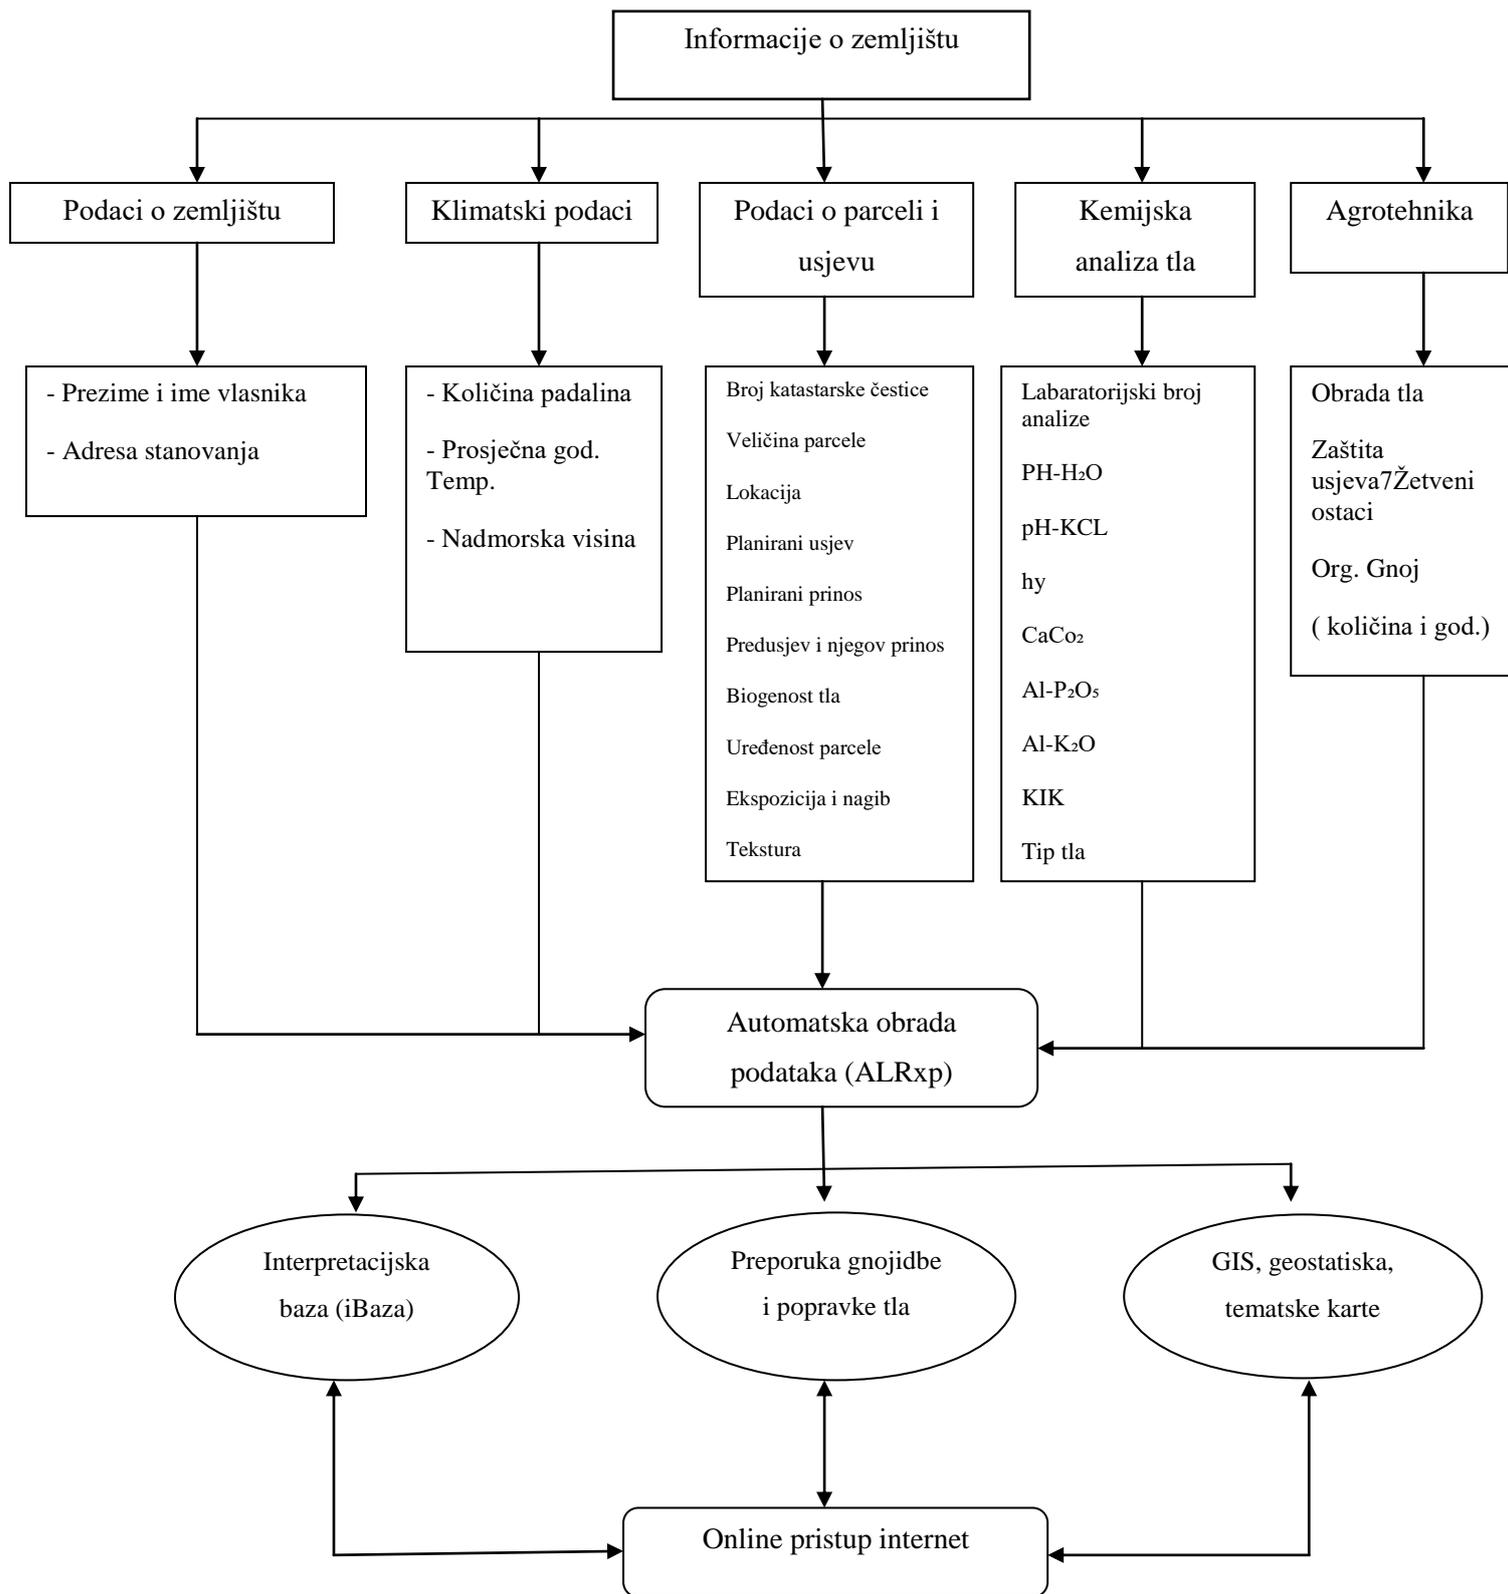 Informacije o zemljištu
Podaci o zemljištu
Klimatski podaci
Podaci o parceli i
usjevu
Kemijska
analiza tla
Agrotehnika
- Prezime i ime vlasnika
- Adresa stanovanja
- Količina padalina
- Prosječna god.
Temp.
- Nadmorska visina
Broj katastarske čestice
Veličina parcele
Lokacija
Planirani usjev
Planirani prinos
Predusjev i njegov prinos
Biogenost tla
Uređenost parcele
Ekspozicija i nagib
Tekstura
Labaratorijski broj
analize
PH-H₂O
pH-KCL
hy
CaCo₂
Al-P₂O₅
Al-K₂O
KIK
Tip tla
Obrada tla
Zaštita
usjeva7Žetveni
ostaci
Org. Gnoj
( količina i god.)
Automatska obrada
podataka (ALRxp)
Interpretacijska
baza (iBaza)
Preporuka gnojidbe
i popravke tla
GIS, geostatiska,
tematske karte
Online pristup internet